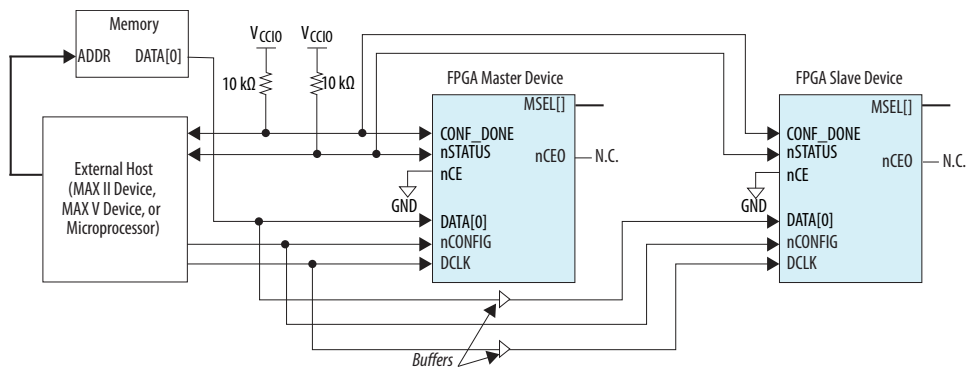 Memory
ADDR DATA[0]
VCCIO VCCIO
10 kΩ 10 kΩ
External Host
(MAX II Device,
MAX V Device, or
Microprocessor)
FPGA Master Device
MSEL[]
CONF_DONE
nSTATUS
nCE
nCEO N.C.
GND
DATA[0]
nCONFIG
DCLK
FPGA Slave Device
MSEL[]
CONF_DONE
nSTATUS
nCE
nCEO N.C.
GND
DATA[0]
nCONFIG
DCLK
Buffers